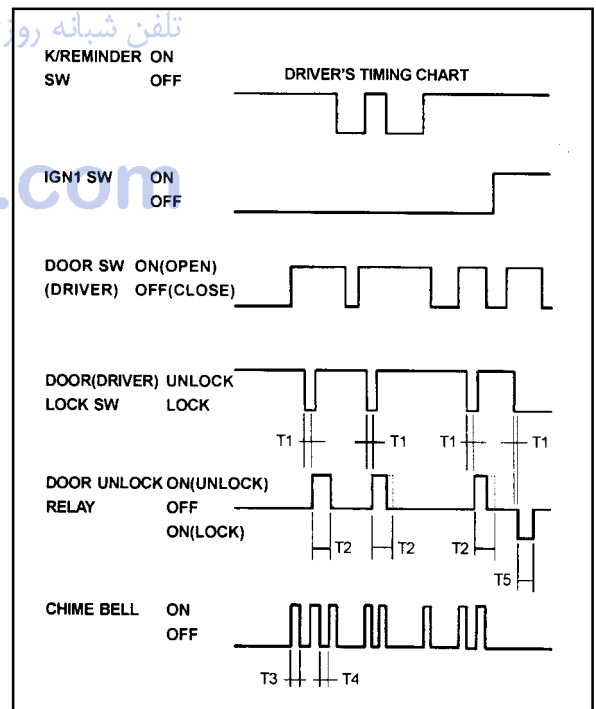 تلفن شبانه روز
K/REMINDER ON
SW OFF
DRIVER'S TIMING CHART
.com
IGN1 SW ON
OFF
DOOR SW ON(OPEN)
(DRIVER) OFF(CLOSE)
DOOR(DRIVER) UNLOCK
LOCK SW LOCK
T1 T1 T1 T1
DOOR UNLOCK ON(UNLOCK)
RELAY OFF
ON(LOCK)
T2 T2 T2
T5
CHIME BELL ON
OFF
T3 T4